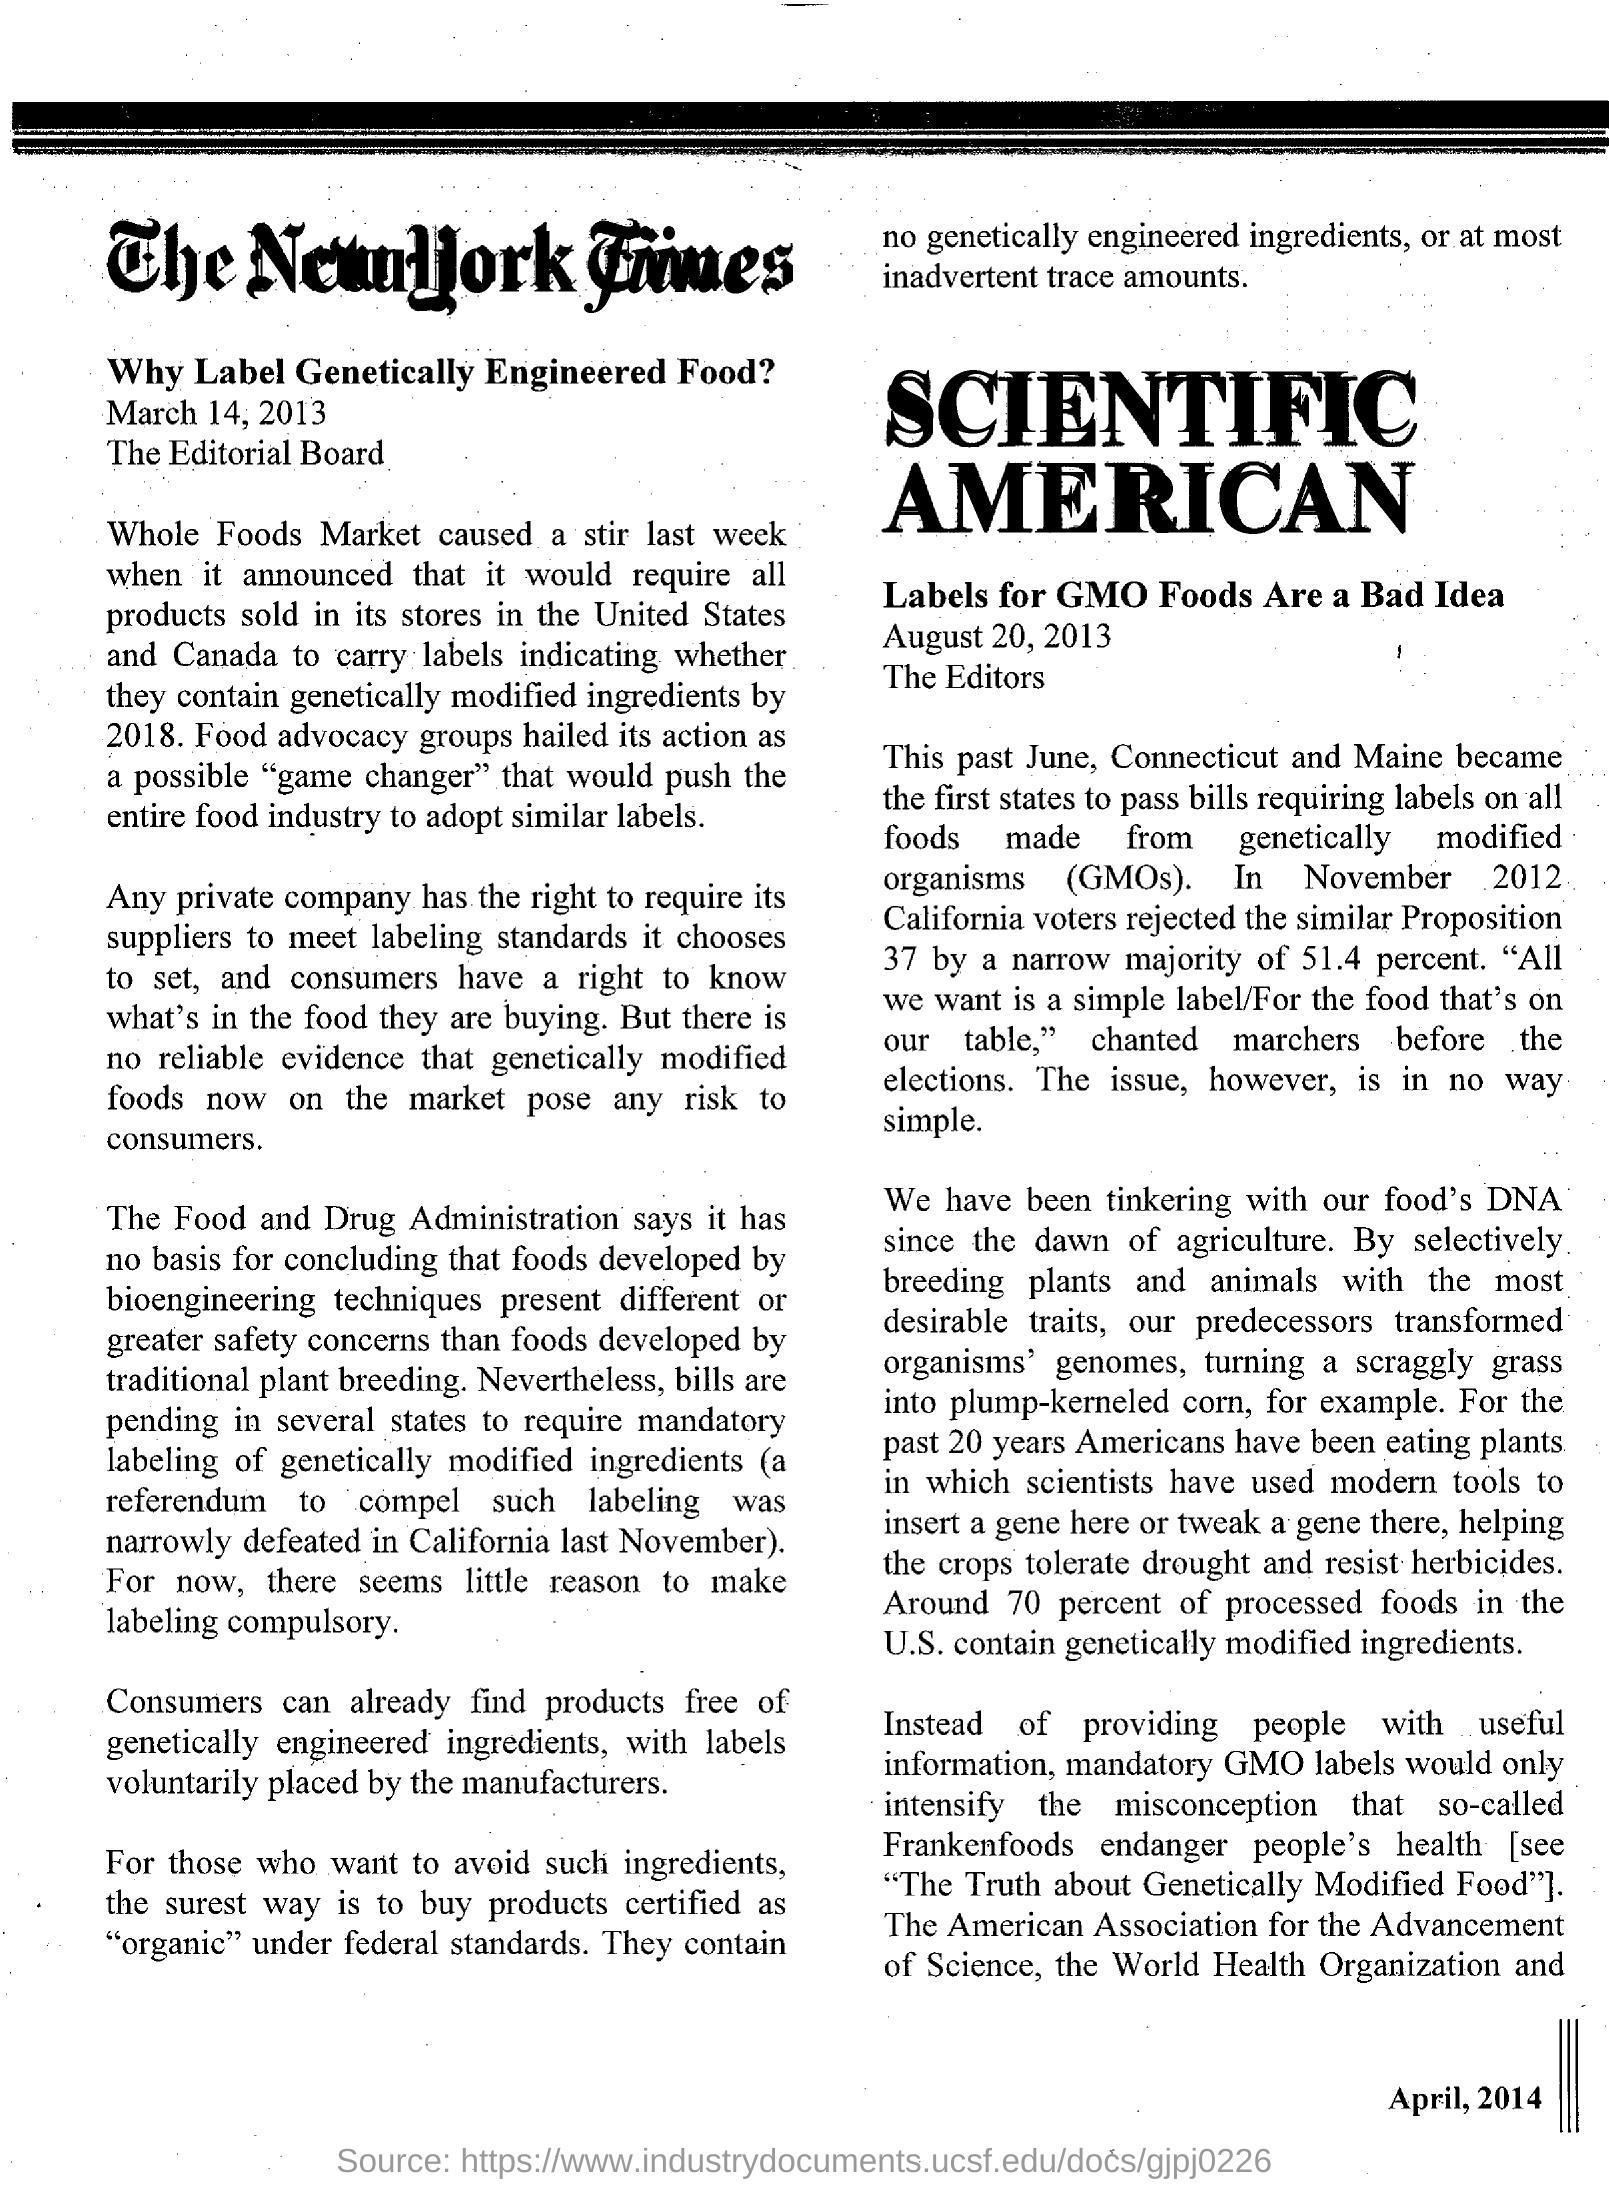 The New York Times
Why Label Genetically Engineered Food?
March 14, 2013
The Editorial Board
Whole Foods Market caused a stir last week
when it announced that it would require all
products sold in its stores in the United States
and Canada to carry labels indicating whether
they contain genetically modified ingredients by
2018. Food advocacy groups hailed its action as
a possible “game changer” that would push the
entire food industry to adopt similar labels.
Any private company has the right to require its
suppliers to meet labeling standards it chooses
to set, and consumers have a right to know
what's in the food they are buying. But there is
no reliable evidence that genetically modified
foods now on the market pose any risk to
consumers.
The Food and Drug Administration says it has
no basis for concluding that foods developed by
bioengineering techniques present different or
greater safety concerns than foods developed by
traditional plant breeding. Nevertheless, bills are
pending in several states to require mandatory
labeling of genetically modified ingredients (a
referendum to compel such labeling was
narrowly defeated in California last November).
For now, there seems little reason to make
labeling compulsory.
Consumers can already find products free of
genetically engineered ingredients, with labels
voluntarily placed by the manufacturers.
For those who want to avoid such ingredients,
the surest way is to buy products certified as
“organic” under federal standards. They contain
no genetically engineered ingredients, or at most
inadvertent trace amounts.
SCIENTIFIC
AMERICAN
Labels for GMO Foods Are a Bad Idea
August 20, 2013
The Editors
This past June, Connecticut and Maine became
the first states to pass bills requiring labels on all
foods made from genetically modified
organisms (GMOs). In November 2012
California voters rejected the similar Proposition
37 by a narrow majority of 51.4 percent. “All
we want is a simple label/For the food that's on
our table,” chanted marchers before the
elections. The issue, however, is in no way
simple.
We have been tinkering with our food's DNA
since the dawn of agriculture. By selectively
breeding plants and animals with the most
desirable traits, our predecessors transformed
organisms' genomes, turning a scraggly grass
into plump-kerneled corn, for example. For the
past 20 years Americans have been eating plants
in which scientists have used modern tools to
insert a gene here or tweak a gene there, helping
the crops tolerate drought and resist herbicides.
Around 70 percent of processed foods in the
U.S. contain genetically modified ingredients.
Instead of providing people with useful
information, mandatory GMO labels would only
intensify the misconception that so-called
Frankenfoods endanger people's health [see
“The Truth about Genetically Modified Food”].
The American Association for the Advancement
of Science, the World Health Organization and
April, 2014
Source: https://www.industrydocuments.ucsf.edu/docs/gjpj0226